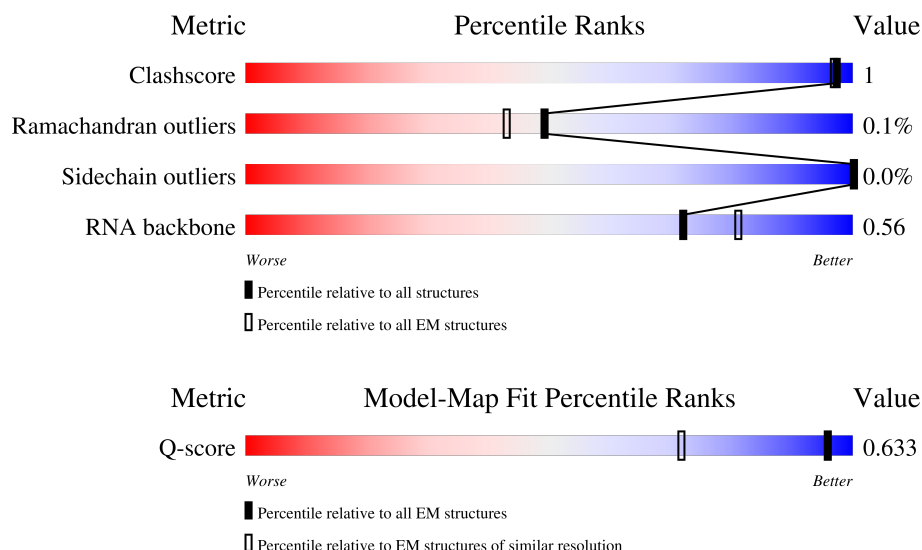 Metric Percentile Ranks Value
Clashscore 1
Ramachandran outliers 0.1%
Sidechain outliers 0.0%
RNA backbone 0.56
Worse Better
Percentile relative to all structures
Percentile relative to all EM structures
Metric Model-Map Fit Percentile Ranks Value
Q-score 0.633
Worse Better
Percentile relative to all EM structures
Percentile relative to EM structures of similar resolution